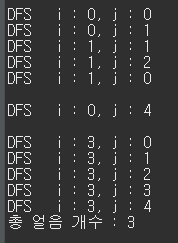 DFS i : 0, j : 0
DFS i : 0, j : 1
DFS i : 1, j : 1
DFS i : 1, j : 2
DFS i : 1, j : 0
DFS i : 0, j : 4
DFS i : 3, j : 0
DFS i : 3, j : 1
DFS i : 3, j : 2
DFS i : 3, j : 3
DFS i : 3, j : 4
총 얼음 개수 : 3